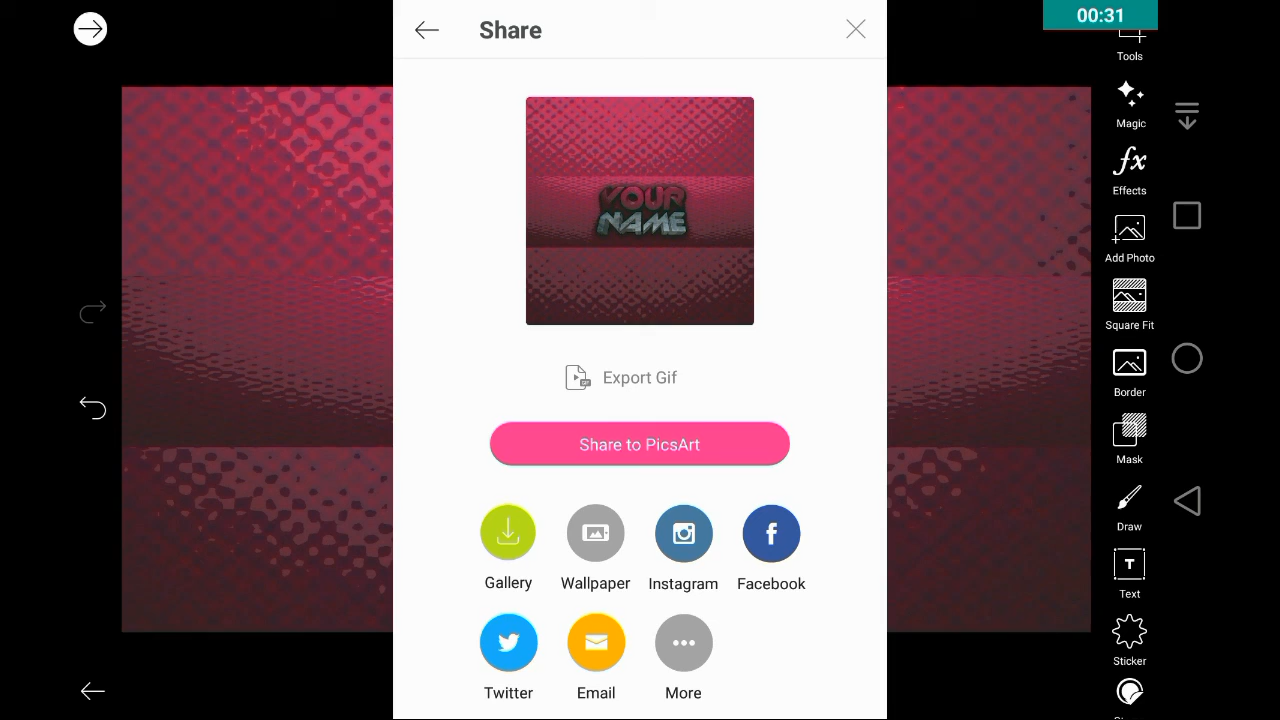 00:31
Share
YOUR
NAME
Export Gif
Share to PicsArt
Gallery
Wallpaper
Instagram
Facebook
Twitter
Email
More
Tools
Magic
fx
Effects
Add Photo
Square Fit
Border
Mask
Draw
T
Text
Sticker